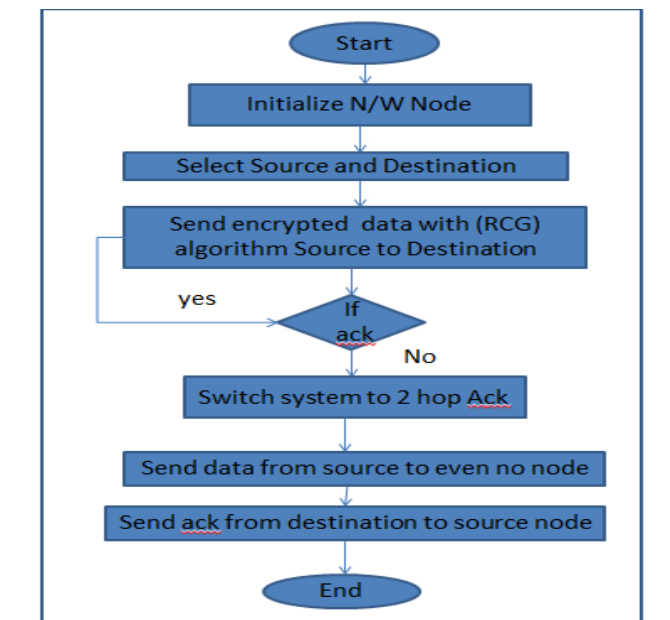 Start
Initialize N/W Node
Select Source and Destination
Send encrypted data with (RCG)
algorithm Source to Destination
yes
If
ack
No
Switch system to 2 hop Ack
Send data from source to even no node
Send ack from destination to source node
End